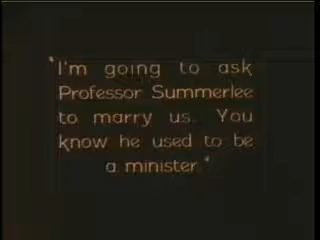 "I'm going to ask
Professor Summerlee
to marry us. You
know he used to be
a minister."